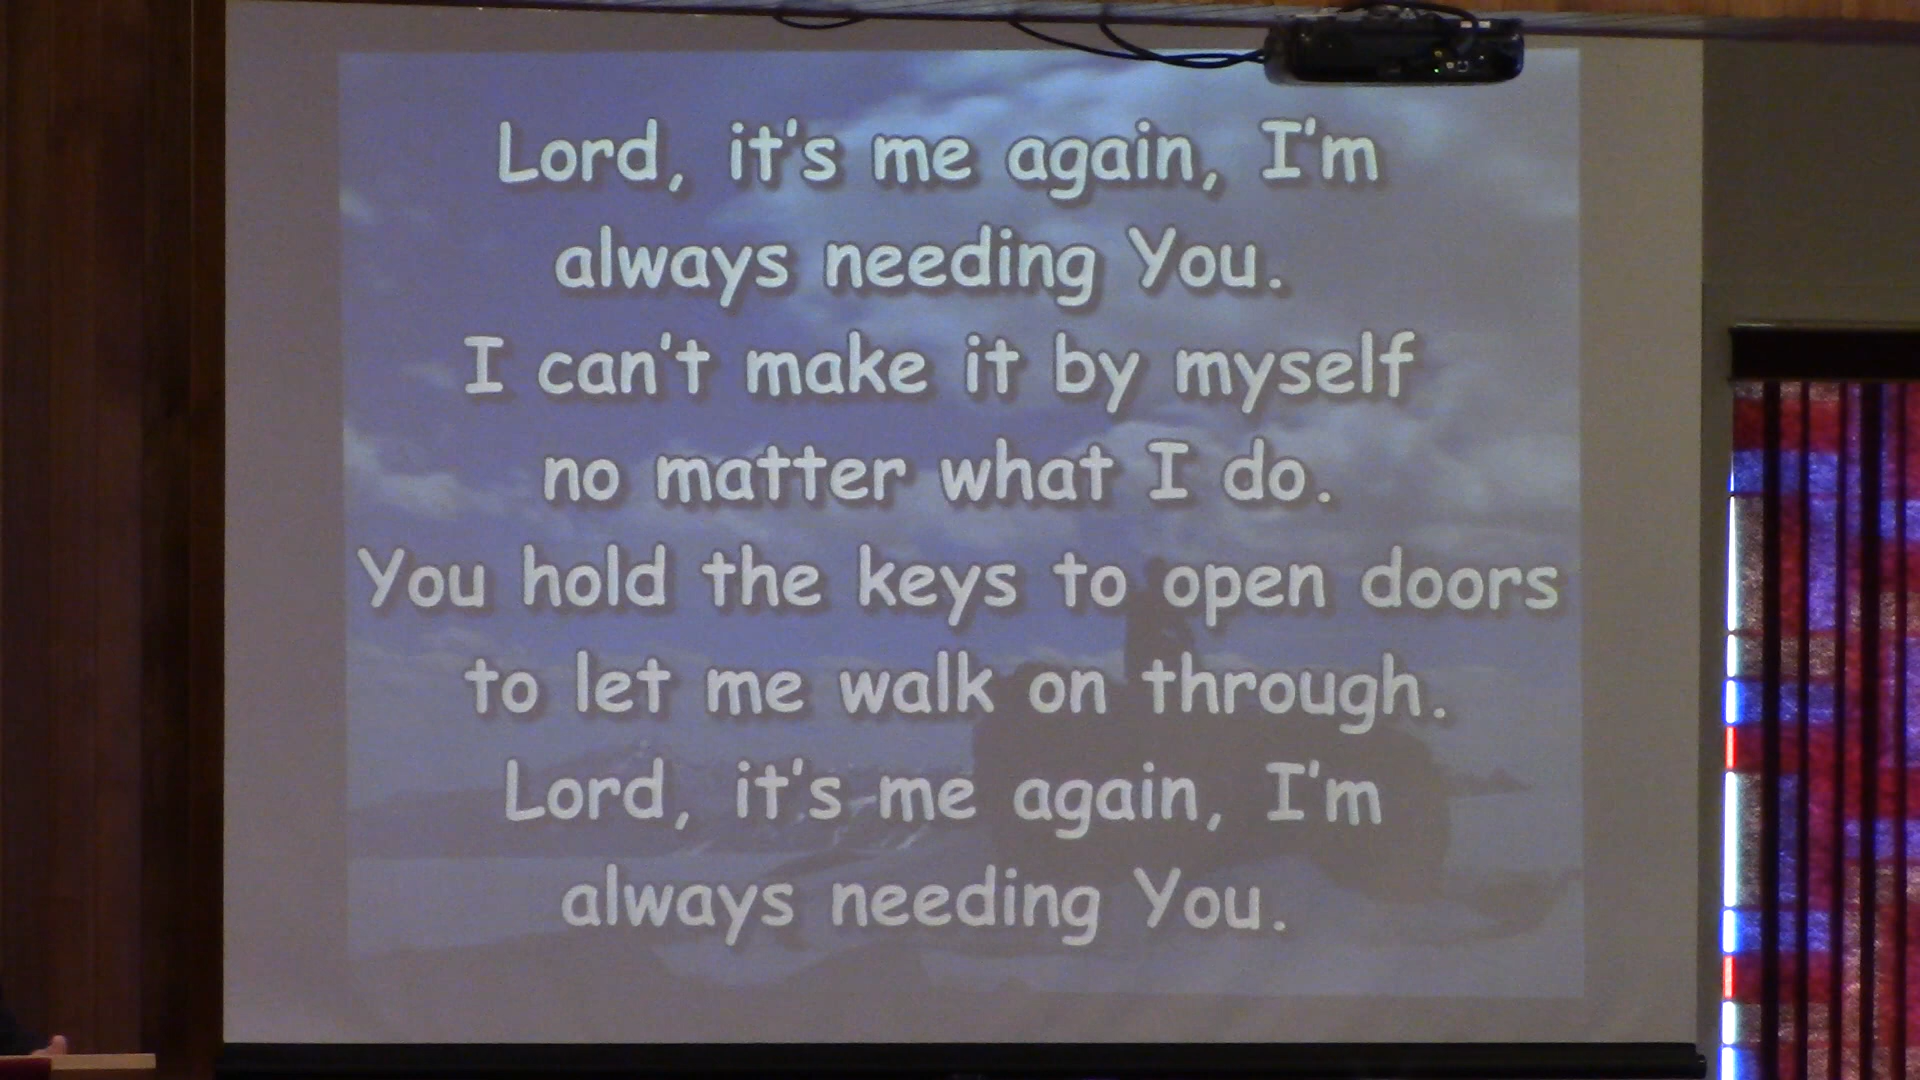 Lord, it's me again, I'm
always needing You.
I can't make it by myself
no matter what I do.
You hold the keys to open doors
to let me walk on through.
Lord, it's me again, I'm
always needing You.